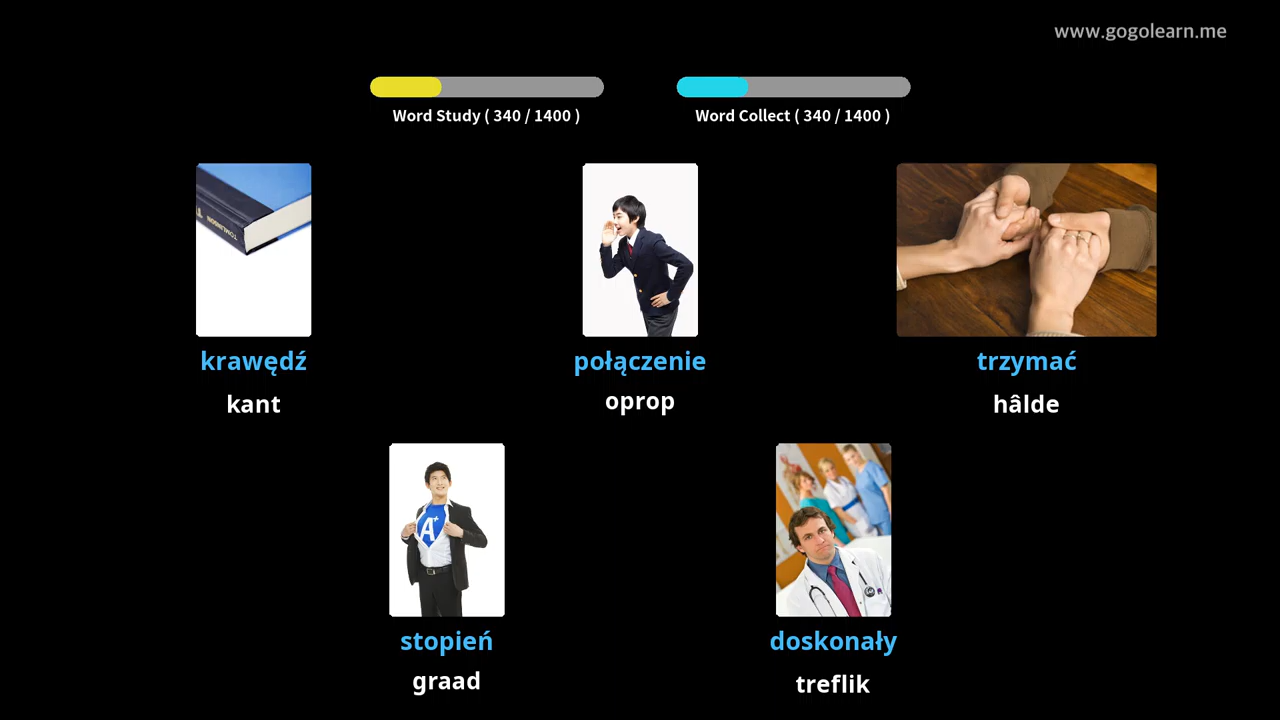 www.gogolearn.me
Word Study ( 340 / 1400 )
Word Collect ( 340 / 1400 )
TOMLINSON
krawędź
połączenie
trzymać
kant
oprop
hâlde
A+
stopień
doskonały
graad
treflik